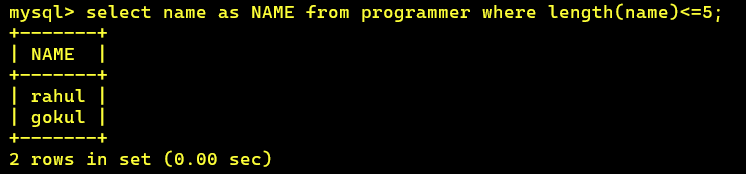 mysql> select name as NAME from programmer where length(name)<=5;
+-------+
| NAME  |
+-------+
| rahul |
| gokul |
+-------+
2 rows in set (0.00 sec)